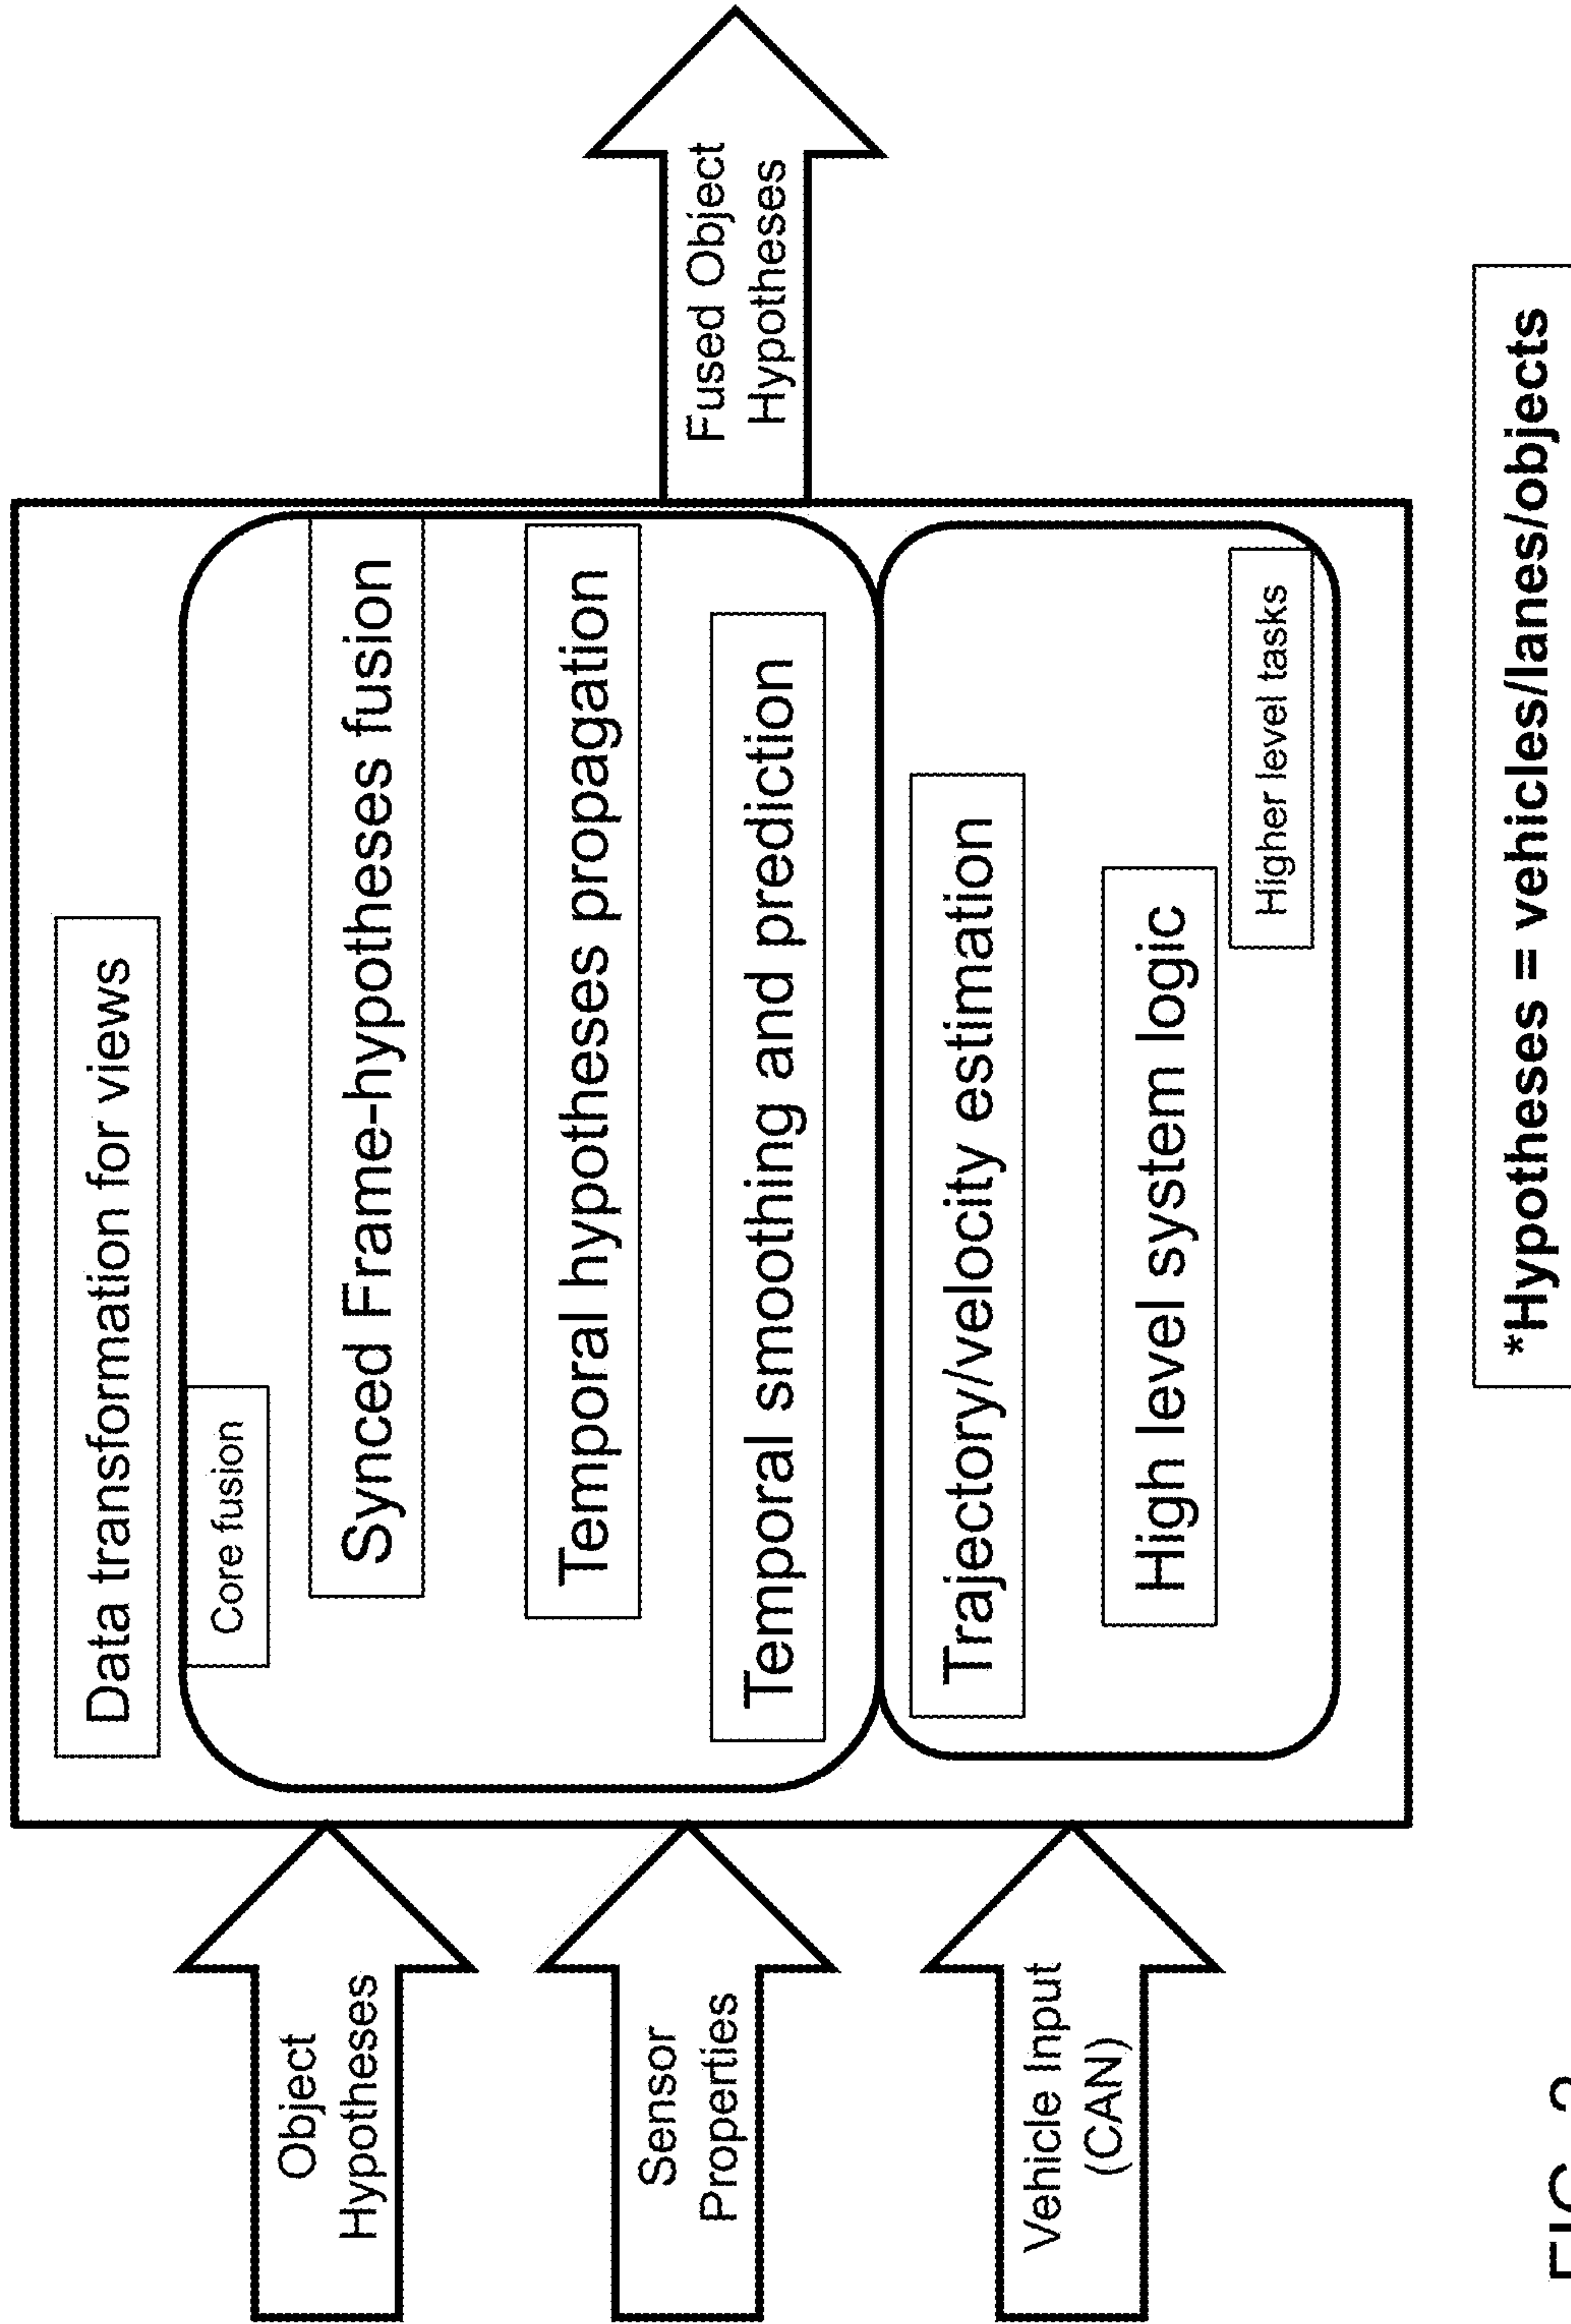 Object
Hypotheses
Sensor
Properties
Vehicle Input
(CAN)
Data transformation for views
Core fusion
Synced Frame-hypotheses fusion
Temporal hypotheses propagation
Temporal smoothing and prediction
Trajectory/velocity estimation
High level system logic
Higher level tasks
Fused Object
Hypotheses
*Hypotheses = vehicles/lanes/objects
FIG.